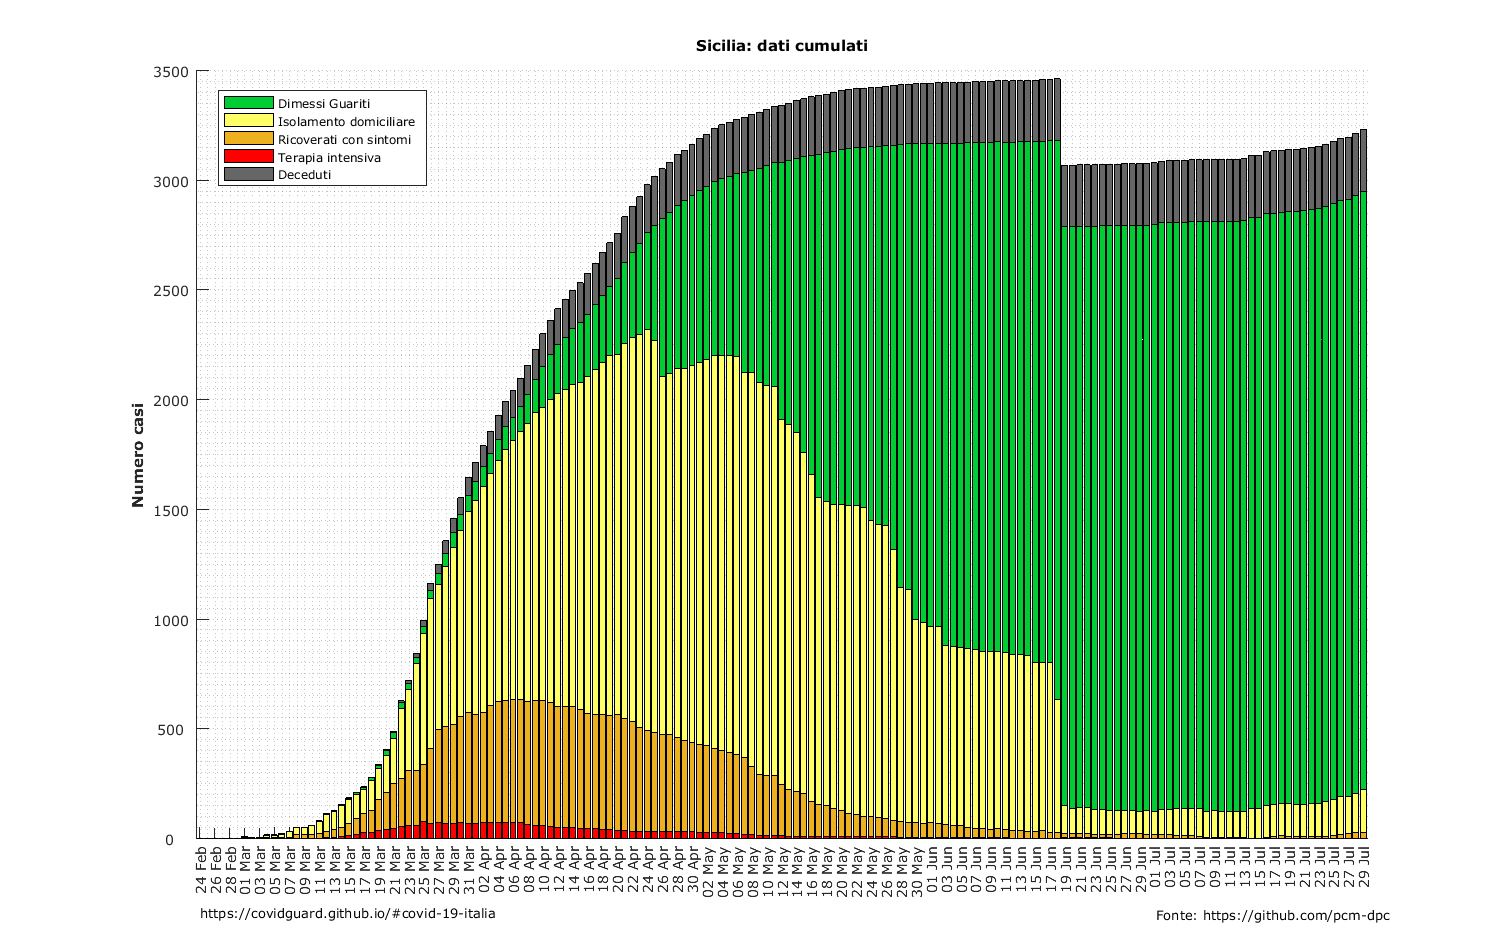 Sicilia: dati cumulati
3500
3000
2500
2000
1500
1000
500
0
Numero casi
Dimessi Guariti
Isolamento domiciliare
Ricoverati con sintomi
Terapia intensiva
Deceduti
24 Feb
26 Feb
28 Feb
01 Mar
03 Mar
05 Mar
07 Mar
09 Mar
11 Mar
13 Mar
15 Mar
17 Mar
19 Mar
21 Mar
23 Mar
25 Mar
27 Mar
29 Mar
31 Mar
02 Apr
04 Apr
06 Apr
08 Apr
10 Apr
12 Apr
14 Apr
16 Apr
18 Apr
20 Apr
22 Apr
24 Apr
26 Apr
28 Apr
30 Apr
02 May
04 May
06 May
08 May
10 May
12 May
14 May
16 May
18 May
20 May
22 May
24 May
26 May
28 May
30 May
01 Jun
03 Jun
05 Jun
07 Jun
09 Jun
11 Jun
13 Jun
15 Jun
17 Jun
19 Jun
21 Jun
23 Jun
25 Jun
27 Jun
29 Jun
01 Jul
03 Jul
05 Jul
07 Jul
09 Jul
11 Jul
13 Jul
15 Jul
17 Jul
19 Jul
21 Jul
23 Jul
25 Jul
27 Jul
29 Jul
https://covidguard.github.io/#covid-19-italia
Fonte: https://github.com/pcm-dpc